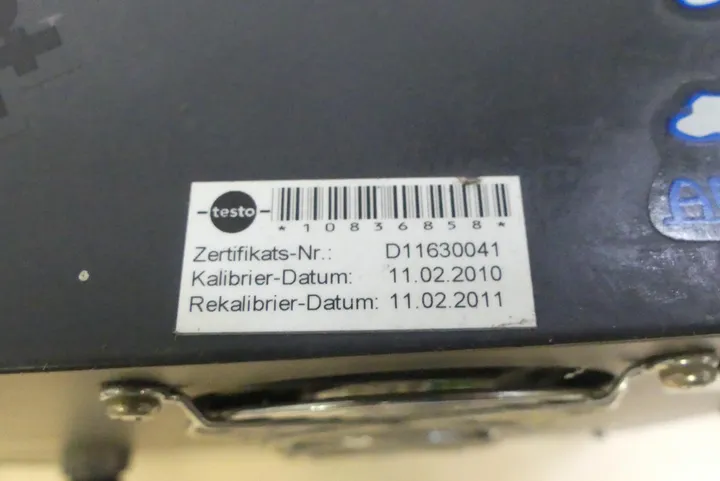 testo
*10836858*
Zertifikats-Nr.: D11630041
Kalibrier-Datum: 11.02.2010
Rekalibrier-Datum: 11.02.2011